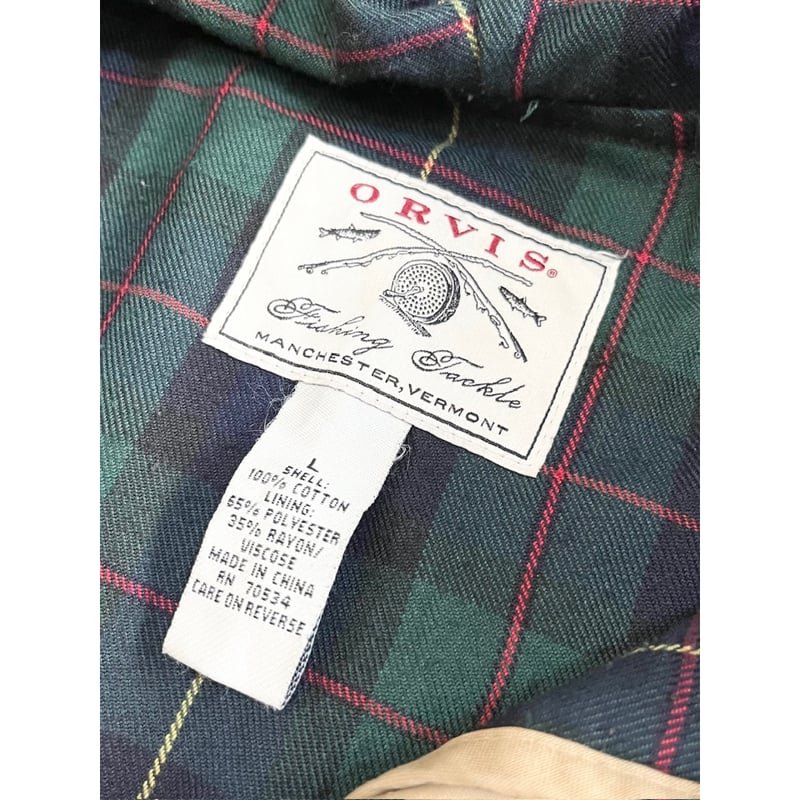 ORVIS®
Fishing Tackle
MANCHESTER, VERMONT
L
SHELL:
100% COTTON
LINING:
65% POLYESTER
35% RAYON/
VISCOSE
MADE IN CHINA
RN 70534
CARE ON REVERSE